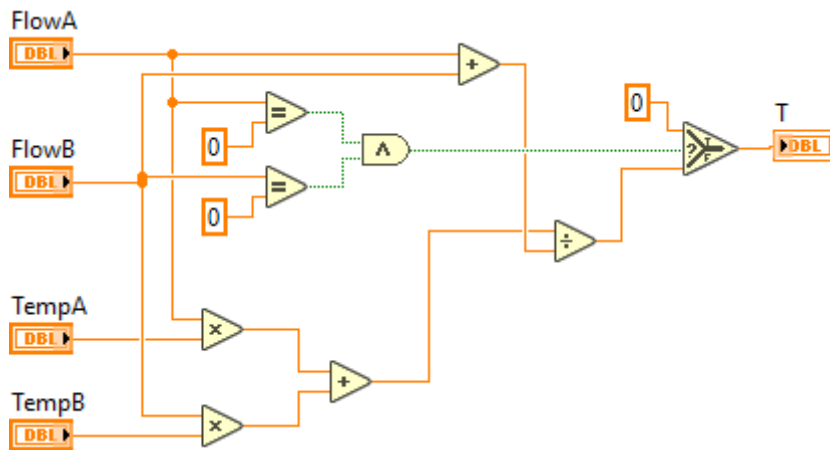 FlowA
DBL
+
0
T
=
0
∧
?
T
F
DBL
FlowB
DBL
=
0
÷
TempA
DBL
×
+
TempB
DBL
×